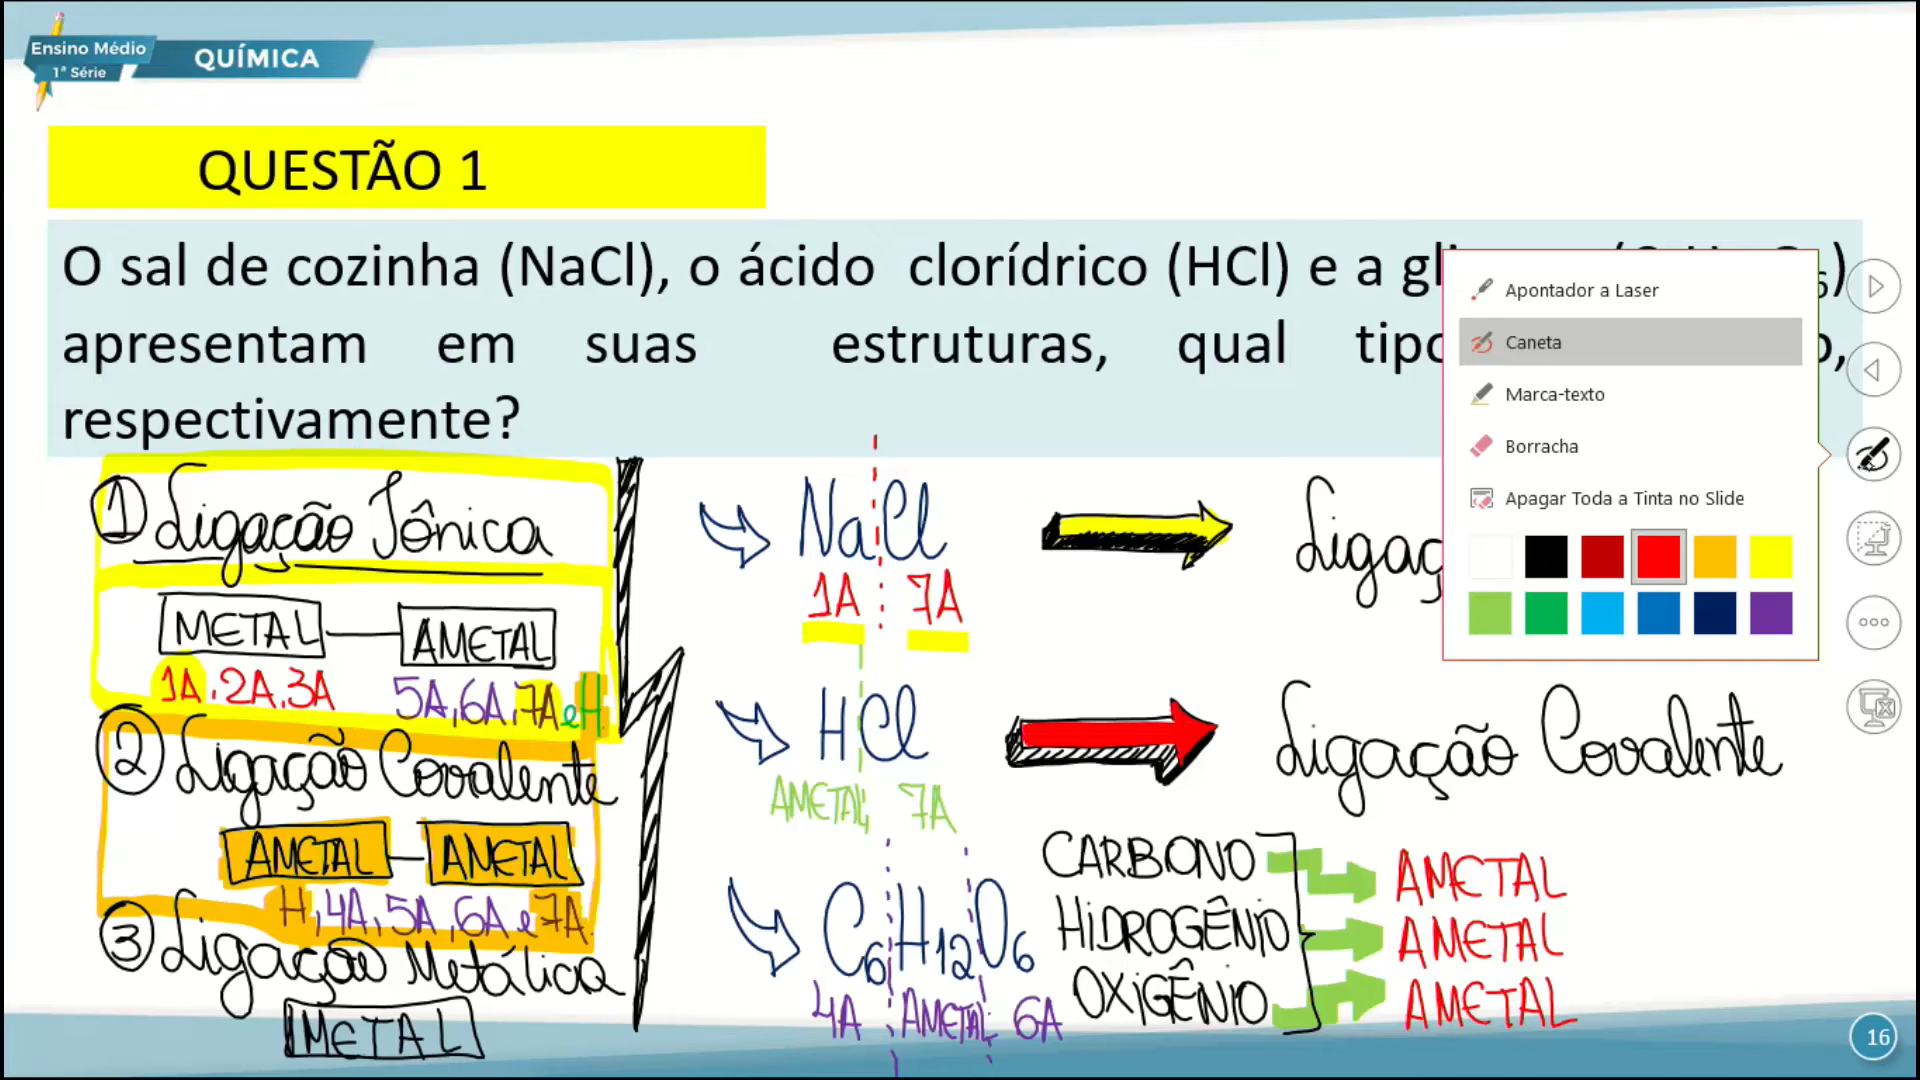 Ensino Médio
1ª Série
QUÍMICA
QUESTÃO 1
O sal de cozinha (NaCl), o ácido clorídrico (HCl) e a gl 6)
apresentam em suas estruturas, qual tipo o,
respectivamente?
Apontador a Laser
Caneta
Marca-texto
Borracha
Apagar Toda a Tinta no Slide
1 Ligação Iônica
METAL AMETAL
1A, 2A, 3A 5A, 6A, 7A e H
2 Ligação Covalente
AMETAL AMETAL
H, 4A, 5A, 6A e 7A.
3 Ligação Metálica
METAL
NaCl
1A 7A
Ligaç
HCl
AMETAL 7A
Ligação Covalente
C6H12O6
4A AMETAL 6A
CARBONO AMETAL
HIDROGÊNIO AMETAL
OXIGÊNIO AMETAL
16